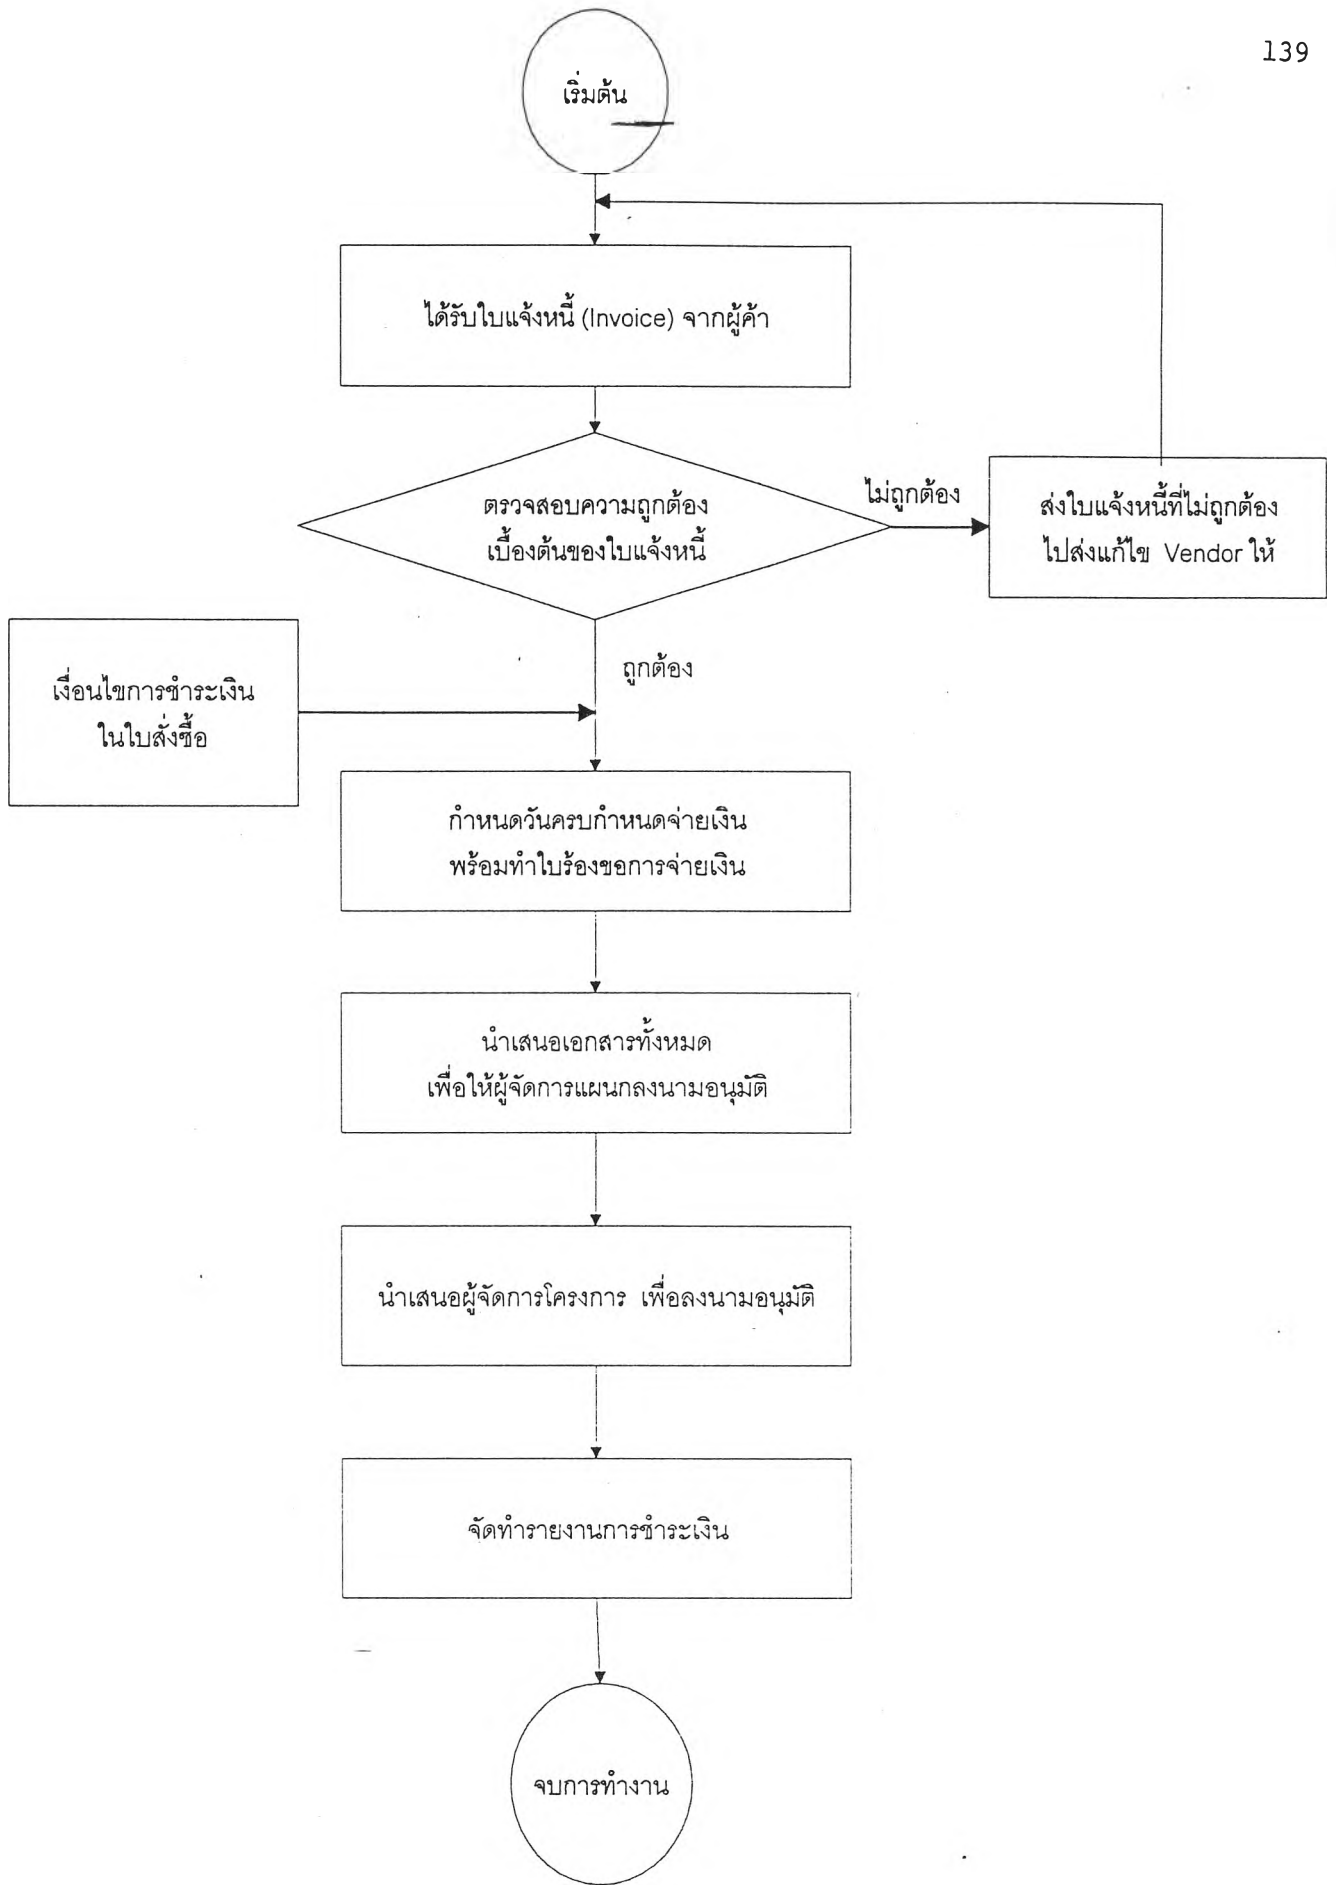 139
เริ่มต้น
ได้รับใบแจ้งหนี้ (Invoice) จากผู้ค้า
ตรวจสอบความถูกต้อง
เบื้องต้นของใบแจ้งหนี้
ไม่ถูกต้อง
ส่งใบแจ้งหนี้ที่ไม่ถูกต้อง
ไปส่งแก้ไข Vendor ให้
ถูกต้อง
เงื่อนไขการชำระเงิน
ในใบสั่งซื้อ
กำหนดวันครบกำหนดจ่ายเงิน
พร้อมทำใบร้องขอการจ่ายเงิน
นำเสนอเอกสารทั้งหมด
เพื่อให้ผู้จัดการแผนกลงนามอนุมัติ
นำเสนอผู้จัดการโครงการ เพื่อลงนามอนุมัติ
จัดทำรายงานการชำระเงิน
จบการทำงาน